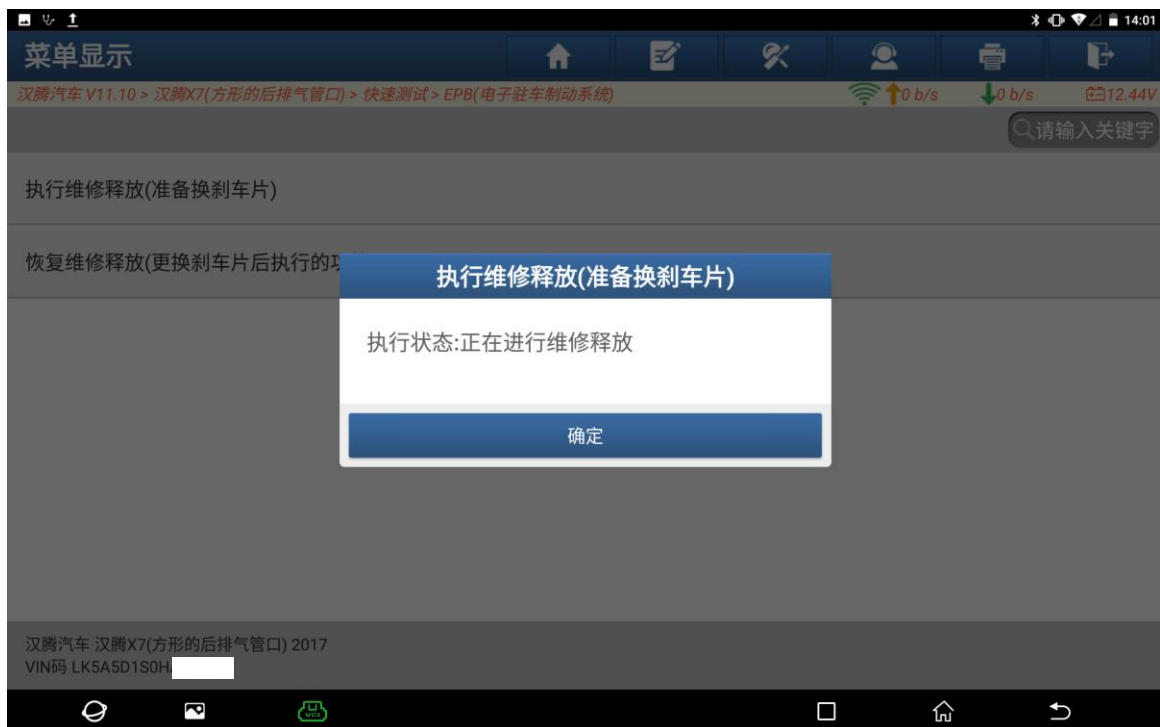 14:01
菜单显示
汉腾汽车 V11.10 > 汉腾X7(方形的后排气管口) > 快速测试 > EPB(电子驻车制动系统)
0 b/s
0 b/s
12.44V
请输入关键字
执行维修释放(准备换刹车片)
恢复维修释放(更换刹车片后执行的
执行维修释放(准备换刹车片)
执行状态:正在进行维修释放
确定
汉腾汽车 汉腾X7(方形的后排气管口) 2017
VIN码 LK5A5D1S0H
VCI